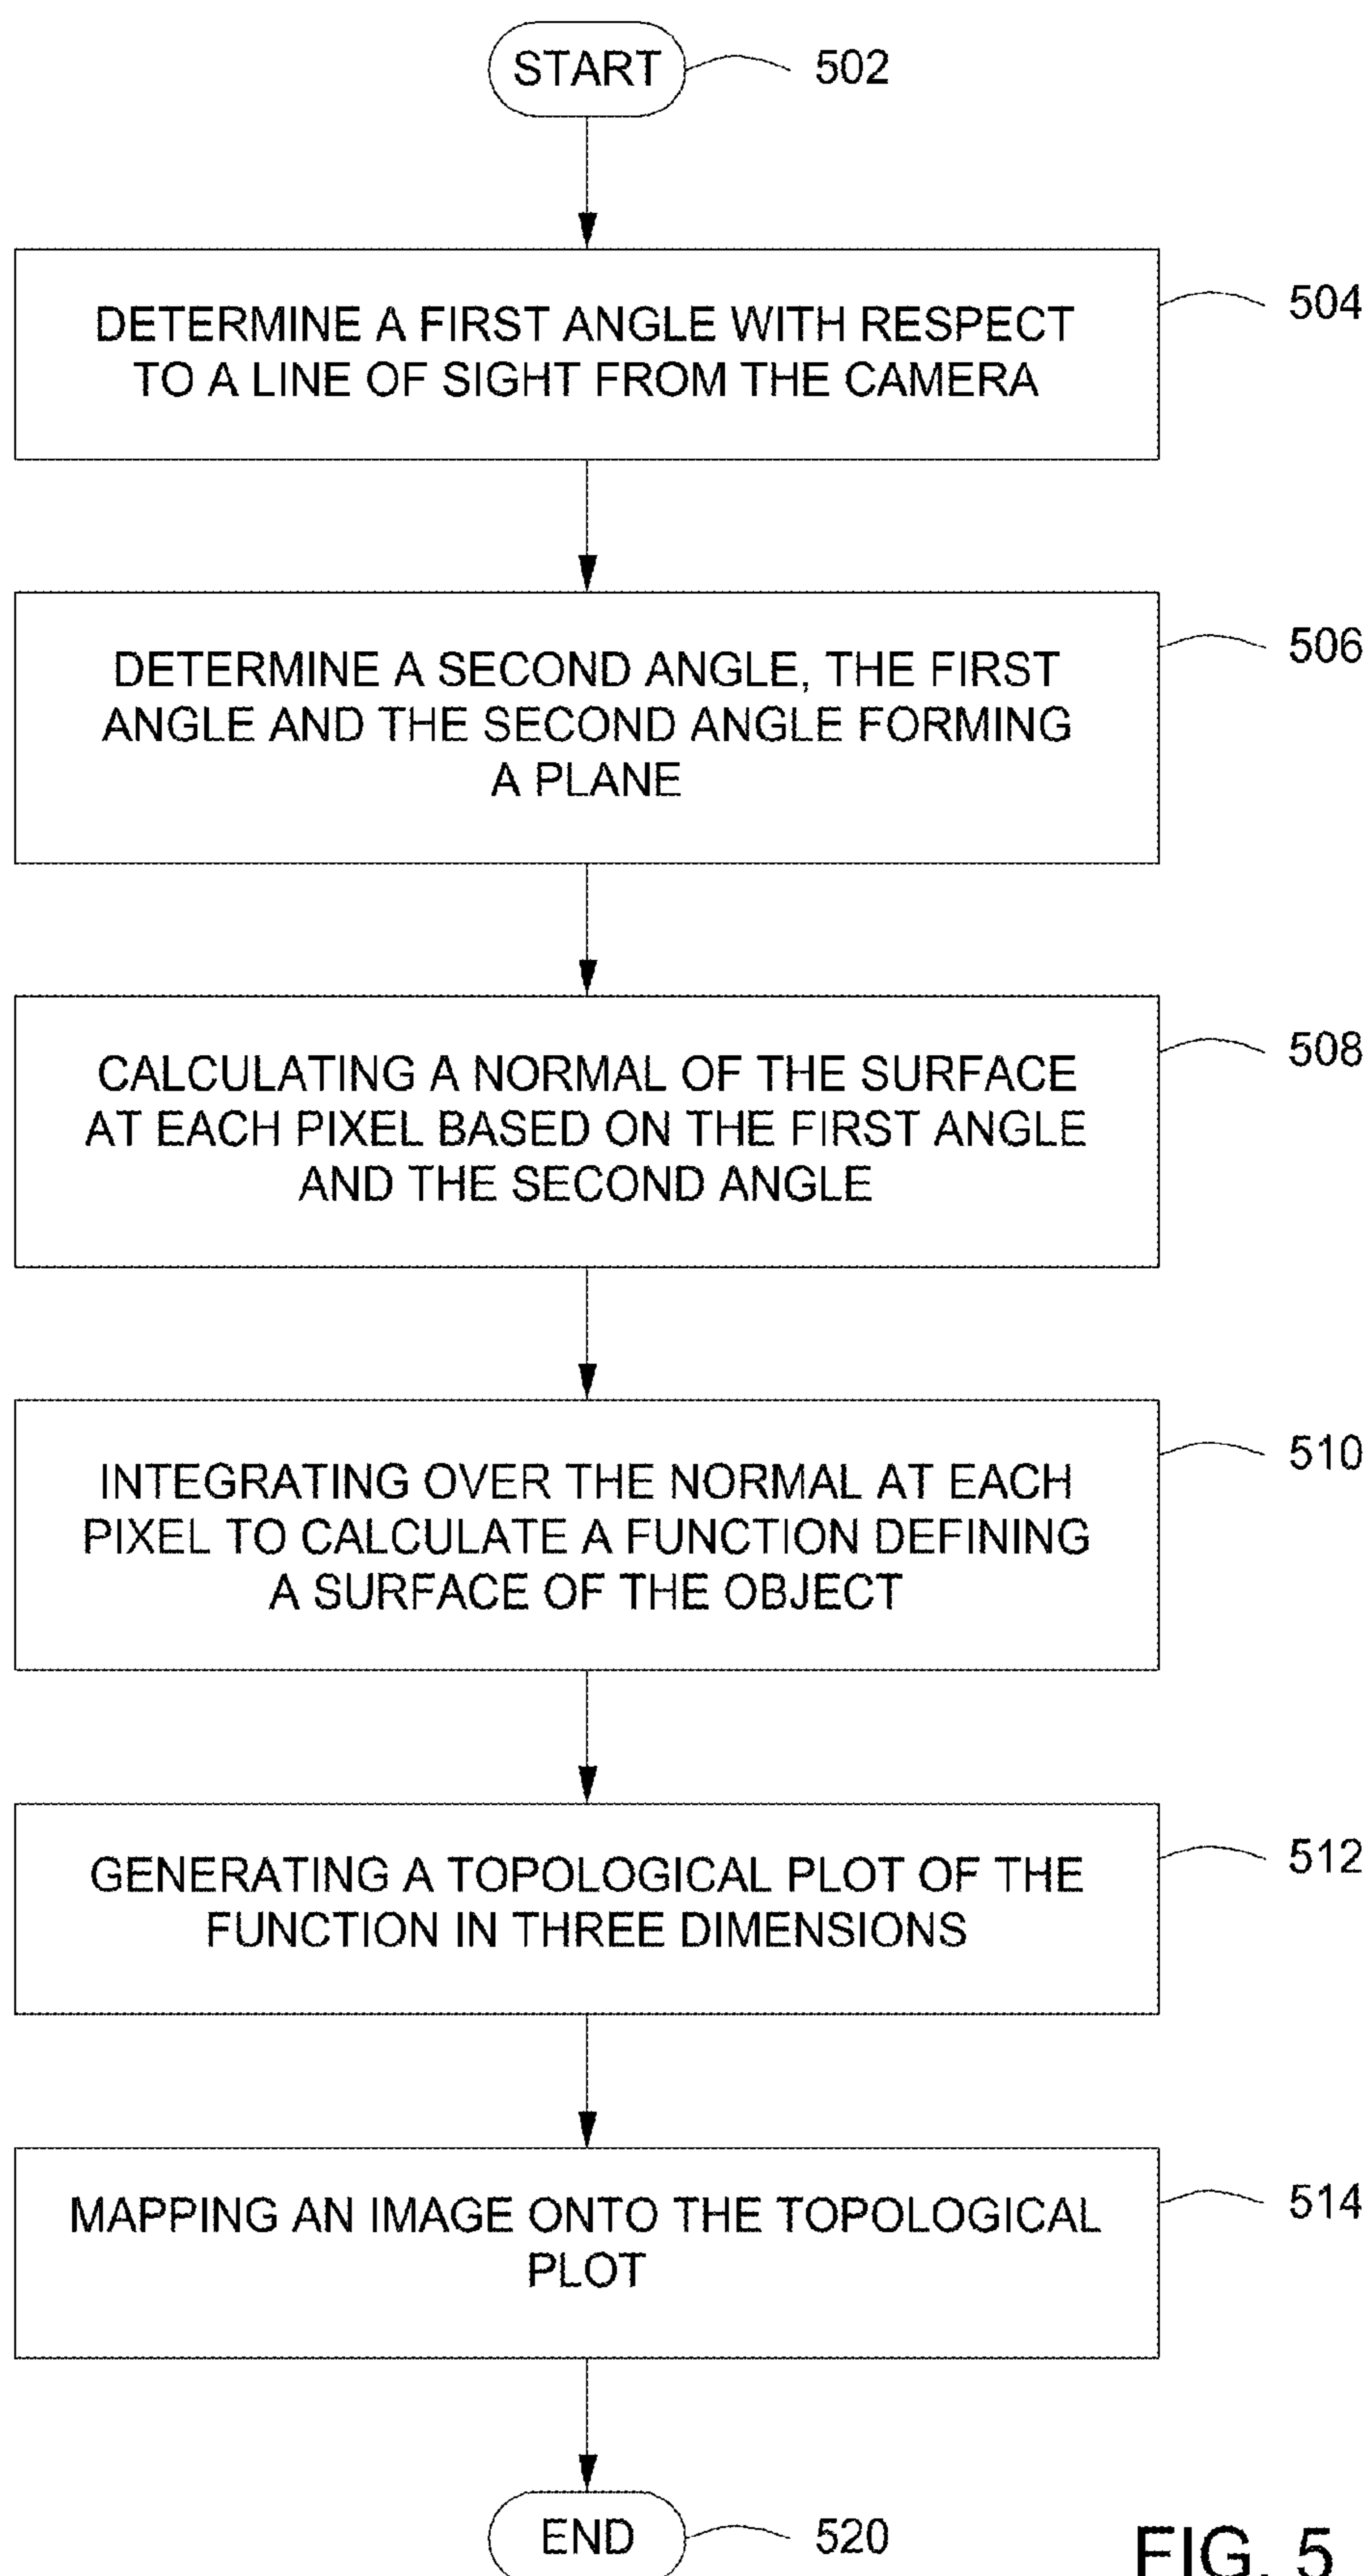 START
502
DETERMINE A FIRST ANGLE WITH RESPECT
TO A LINE OF SIGHT FROM THE CAMERA
504
DETERMINE A SECOND ANGLE, THE FIRST
ANGLE AND THE SECOND ANGLE FORMING
A PLANE
506
CALCULATING A NORMAL OF THE SURFACE
AT EACH PIXEL BASED ON THE FIRST ANGLE
AND THE SECOND ANGLE
508
INTEGRATING OVER THE NORMAL AT EACH
PIXEL TO CALCULATE A FUNCTION DEFINING
A SURFACE OF THE OBJECT
510
GENERATING A TOPOLOGICAL PLOT OF THE
FUNCTION IN THREE DIMENSIONS
512
MAPPING AN IMAGE ONTO THE TOPOLOGICAL
PLOT
514
END
520
FIG. 5